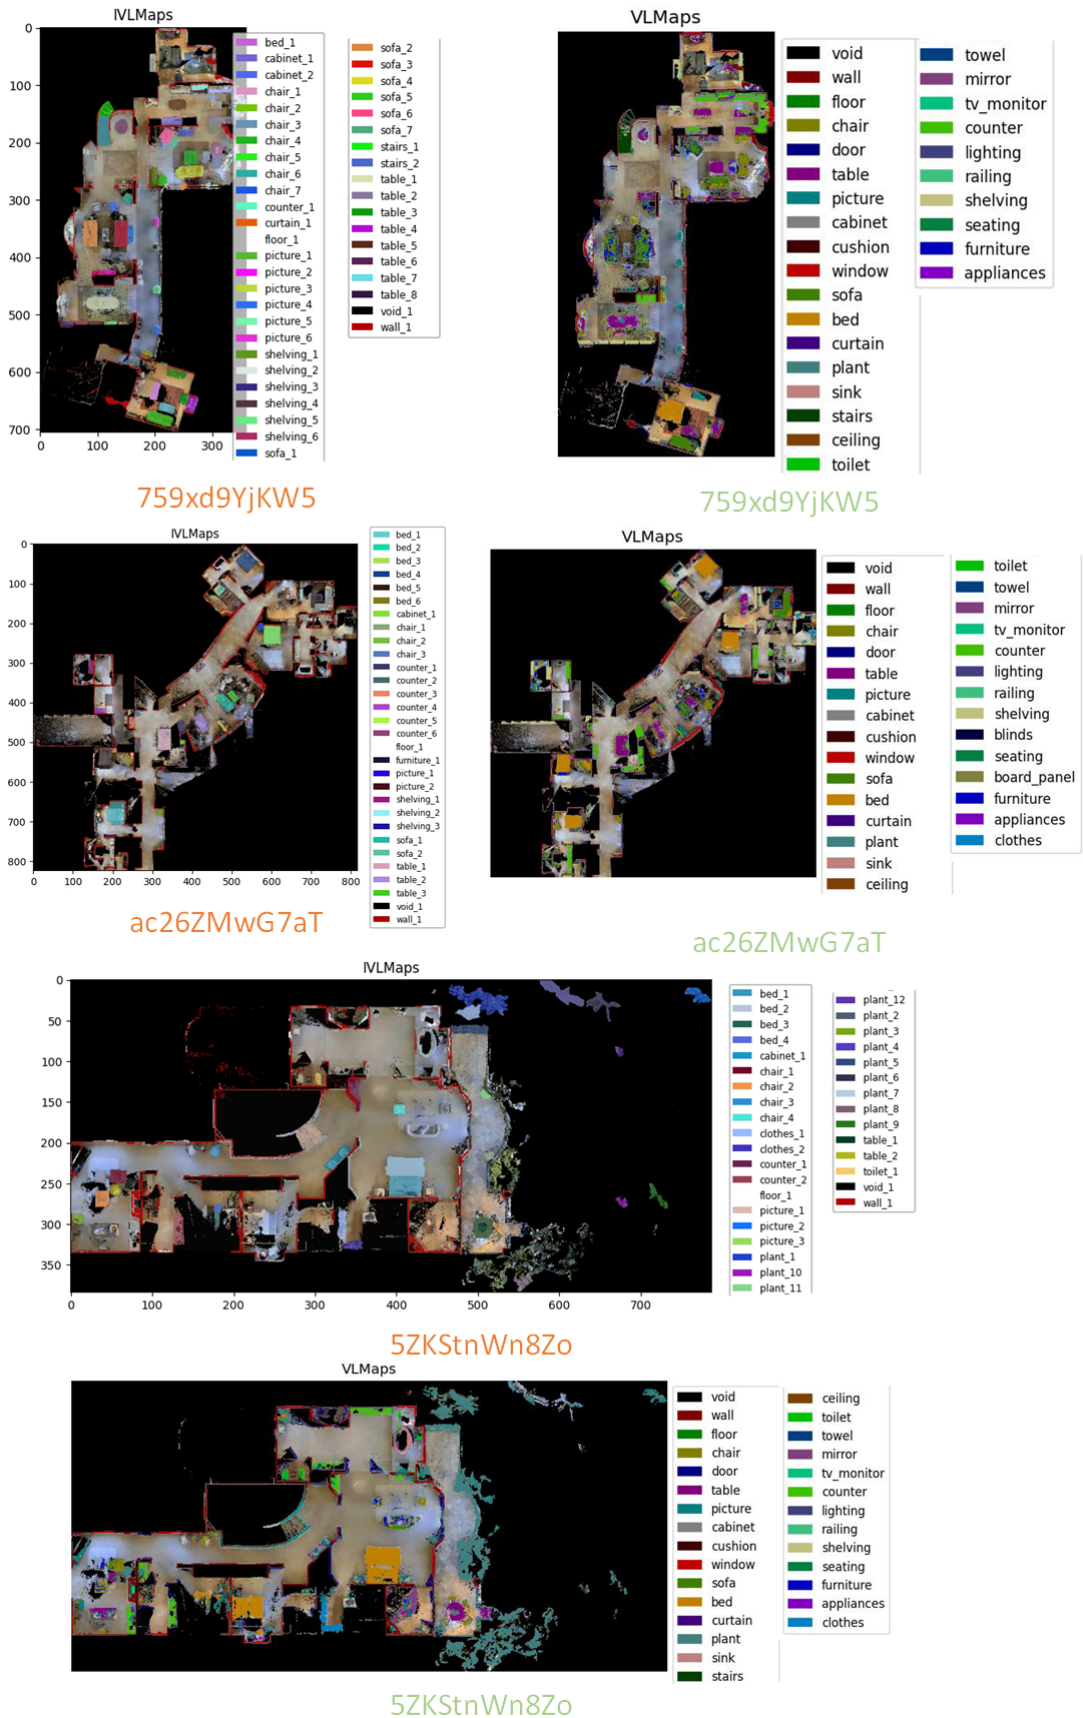 IVLMaps
0
100
200
300
400
500
600
700
0
100
200
300
bed_1
cabinet_1
cabinet_2
chair_1
chair_2
chair_3
chair_4
chair_5
chair_6
chair_7
counter_1
curtain_1
floor_1
picture_1
picture_2
picture_3
picture_4
picture_5
picture_6
shelving_1
shelving_2
shelving_3
shelving_4
shelving_5
shelving_6
sofa_1
sofa_2
sofa_3
sofa_4
sofa_5
sofa_6
sofa_7
stairs_1
stairs_2
table_1
table_2
table_3
table_4
table_5
table_6
table_7
table_8
void_1
wall_1
759xd9YjKW5
VLMaps
void
wall
floor
chair
door
table
picture
cabinet
cushion
window
sofa
bed
curtain
plant
sink
stairs
ceiling
toilet
towel
mirror
tv_monitor
counter
lighting
railing
shelving
seating
furniture
appliances
759xd9YjKW5
IVLMaps
0
100
200
300
400
500
600
700
800
0
100
200
300
400
500
600
700
800
bed_1
bed_2
bed_3
bed_4
bed_5
bed_6
cabinet_1
chair_1
chair_2
chair_3
counter_1
counter_2
counter_3
counter_4
counter_5
counter_6
floor_1
furniture_1
picture_1
picture_2
shelving_1
shelving_2
shelving_3
sofa_1
sofa_2
table_1
table_2
table_3
void_1
wall_1
ac26ZMwG7aT
VLMaps
void
wall
floor
chair
door
table
picture
cabinet
cushion
window
sofa
bed
curtain
plant
sink
ceiling
toilet
towel
mirror
tv_monitor
counter
lighting
railing
shelving
blinds
seating
board_panel
furniture
appliances
clothes
ac26ZMwG7aT
IVLMaps
0
50
100
150
200
250
300
350
0
100
200
300
400
500
600
700
bed_1
bed_2
bed_3
bed_4
cabinet_1
chair_1
chair_2
chair_3
chair_4
clothes_1
clothes_2
counter_1
counter_2
floor_1
picture_1
picture_2
picture_3
plant_1
plant_10
plant_11
plant_12
plant_2
plant_3
plant_4
plant_5
plant_6
plant_7
plant_8
plant_9
table_1
table_2
toilet_1
void_1
wall_1
5ZKStnWn8Zo
VLMaps
void
wall
floor
chair
door
table
picture
cabinet
cushion
window
sofa
bed
curtain
plant
sink
stairs
ceiling
toilet
towel
mirror
tv_monitor
counter
lighting
railing
shelving
seating
furniture
appliances
clothes
5ZKStnWn8Zo